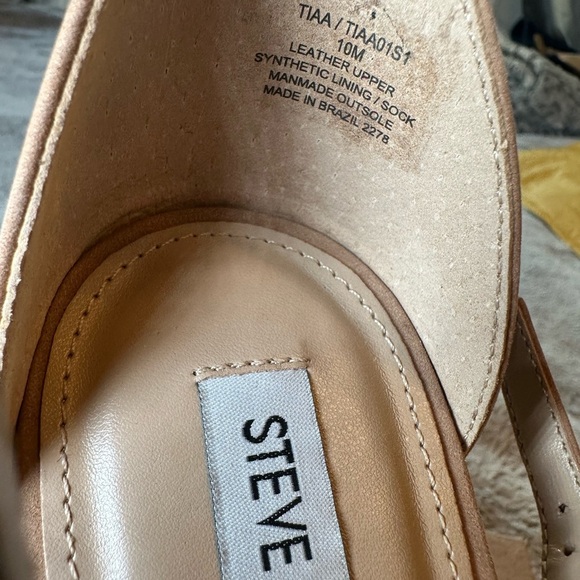 TIAA / TIAA01S1
10M
LEATHER UPPER
SYNTHETIC LINING / SOCK
MANMADE OUTSOLE
MADE IN BRAZIL 2278
STEVE